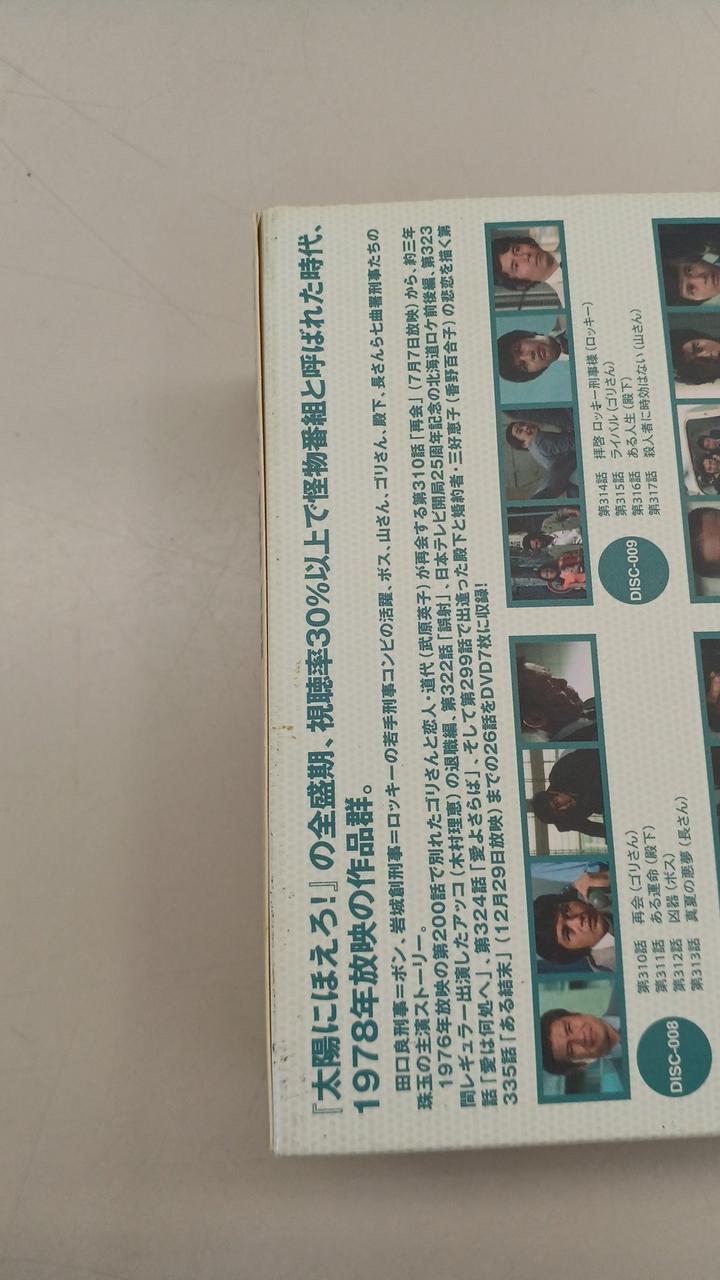 『太陽にほえろ!』の全盛期、視聴率30%以上で怪物番組と呼ばれた時代、
1978年放映の作品群。
田口良刑事=ボン、岩城創刑事=ロッキーの若手刑事コンビの活躍、ボス、山さん、ゴリさん、殿下、長さんら七曲署刑事たちの
珠玉の主演ストーリー。
1976年放映の第200話で別れたゴリさんと恋人・道代(武原英子)が再会する第310話「再会」(7月7日放映)から、約三年
間レギュラー出演したアッコ(木村理恵)の退職編、第322話「誤射」、日本テレビ開局25周年記念の北海道ロケ前後編、第323
話「愛は何処へ」、第324話「愛よさらば」、そして第299話で出逢った殿下と婚約者・三好恵子(香野百合子)の悲恋を描く第
335話「ある結末」(12月29日放映)までの26話をDVD7枚に収録!
DISC-008
第310話 再会(ゴリさん)
第311話 ある運命(殿下)
第312話 凶器(ボス)
第313話 真夏の悪夢(長さん)
DISC-009
第314話 拝啓 ロッキー刑事様(ロッキー)
第315話 ライバル(ゴリさん)
第316話 ある人生(殿下)
第317話 殺人者に時効はない(山さん)